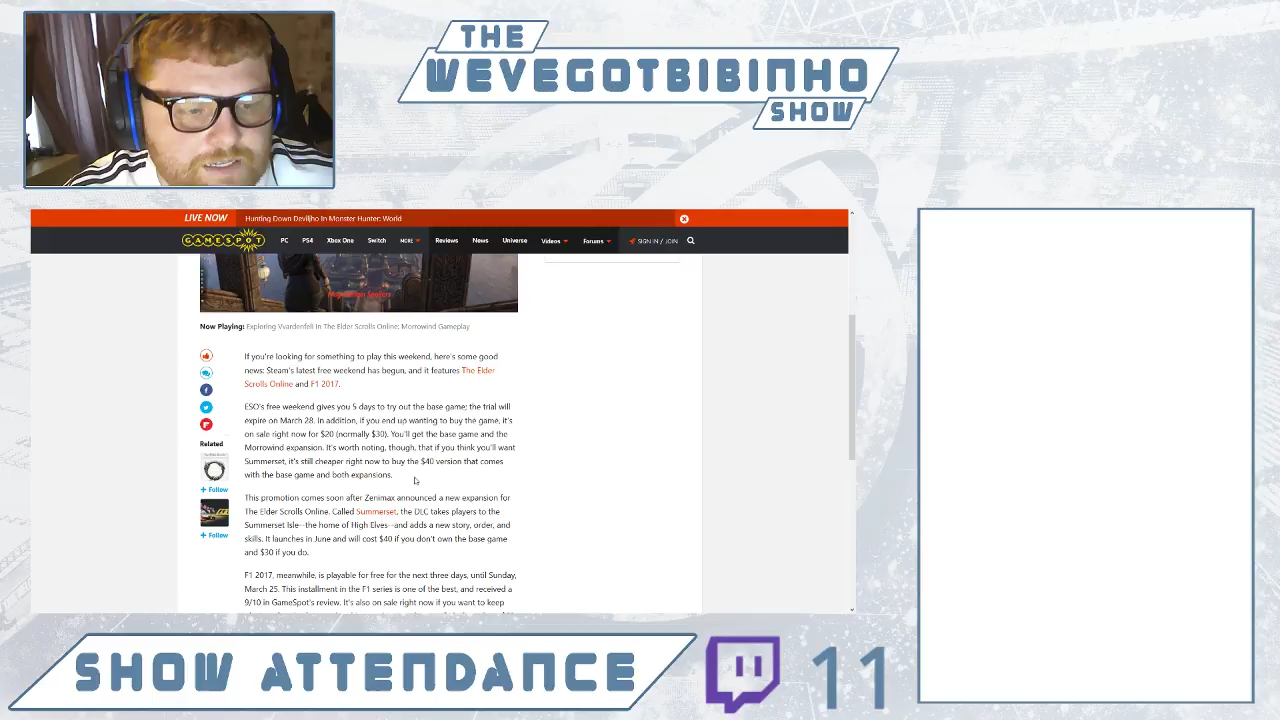 THE
WEVEGOTBIBINHO
SHOW
LIVE NOW Hunting Down Deviljho In Monster Hunter: World
GAMESPOT PC PS4 Xbox One Switch MORE Reviews News Universe Videos Forums SIGN IN / JOIN
Now Playing: Exploring Vvardenfell In The Elder Scrolls Online: Morrowind Gameplay
If you're looking for something to play this weekend, here's some good
news: Steam's latest free weekend has begun, and it features The Elder
Scrolls Online and F1 2017.
ESO's free weekend gives you 5 days to try out the base game; the trial will
expire on March 28. In addition, if you end up wanting to buy the game, it's
on sale right now for $20 (normally $30). You'll get the base game and the
Morrowind expansion. It's worth noting, though, that if you think you'll want
Summerset, it's still cheaper right now to buy the $40 version that comes
with the base game and both expansions.
Related
+ Follow
+ Follow
This promotion comes soon after Zenimax announced a new expansion for
The Elder Scrolls Online. Called Summerset, the DLC takes players to the
Summerset Isle--the home of High Elves--and adds a new story, order, and
skills. It launches in June and will cost $40 if you don't own the base game
and $30 if you do.
F1 2017, meanwhile, is playable for free for the next three days, until Sunday,
March 25. This installment in the F1 series is one of the best, and received a
9/10 in GameSpot's review. It's also on sale right now if you want to keep
SHOW ATTENDANCE 11